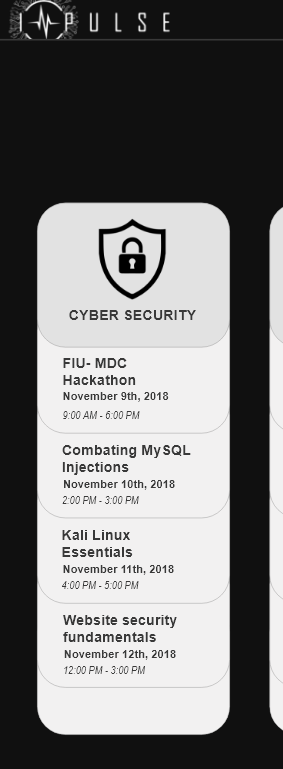 IMPULSE
CYBER SECURITY
FIU- MDC
Hackathon
November 9th, 2018
9:00 AM - 6:00 PM
Combating MySQL
Injections
November 10th, 2018
2:00 PM - 3:00 PM
Kali Linux
Essentials
November 11th, 2018
4:00 PM - 5:00 PM
Website security
fundamentals
November 12th, 2018
12:00 PM - 3:00 PM